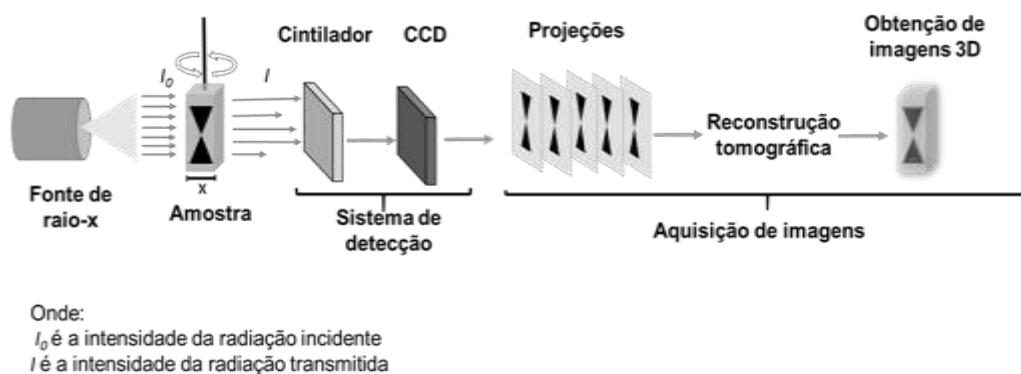 Cintilador
CCD
Projeções
Obtenção de
imagens 3D
I₀
I
Reconstrução
tomográfica
x
Fonte de
raio-x
Amostra
Sistema de
detecção
Aquisição de imagens
Onde:
I₀ é a intensidade da radiação incidente
I é a intensidade da radiação transmitida